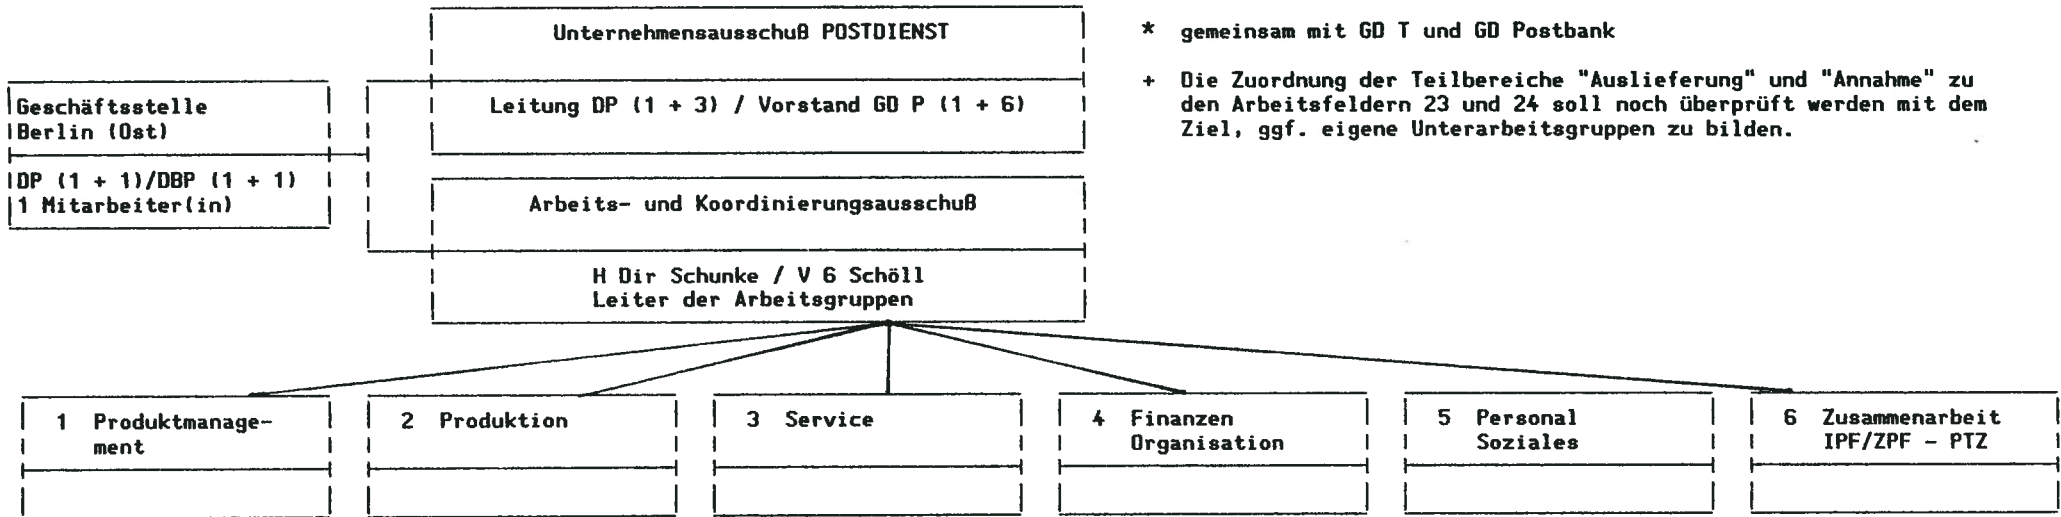 Unternehmensausschuß POSTDIENST
Leitung DP (1 + 3) / Vorstand GD P (1 + 6)
* gemeinsam mit GD T und GD Postbank
+ Die Zuordnung der Teilbereiche "Auslieferung" und "Annahme" zu
den Arbeitsfeldern 23 und 24 soll noch überprüft werden mit dem
Ziel, ggf. eigene Unterarbeitsgruppen zu bilden.
Geschäftsstelle
Berlin (Ost)
DP (1 + 1)/DBP (1 + 1)
1 Mitarbeiter(in)
Arbeits- und Koordinierungsausschuß
H Dir Schunke / V 6 Schöll
Leiter der Arbeitsgruppen
1 Produktmanage-
ment
2 Produktion
3 Service
4 Finanzen
Organisation
5 Personal
Soziales
6 Zusammenarbeit
IPF/ZPF - PTZ